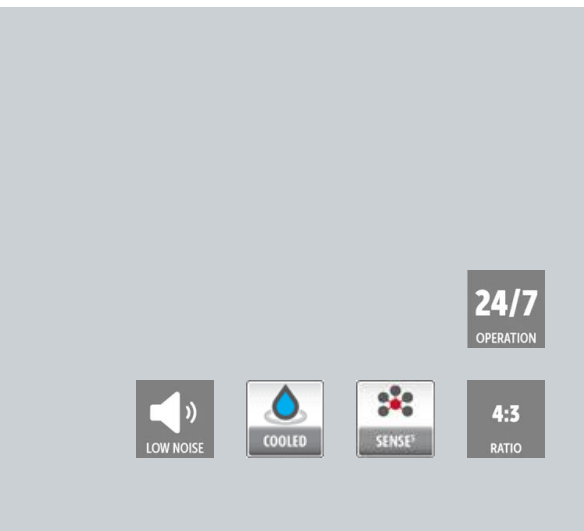 24/7
OPERATION
LOW NOISE
COOLED
SENSE⁵
4:3
RATIO